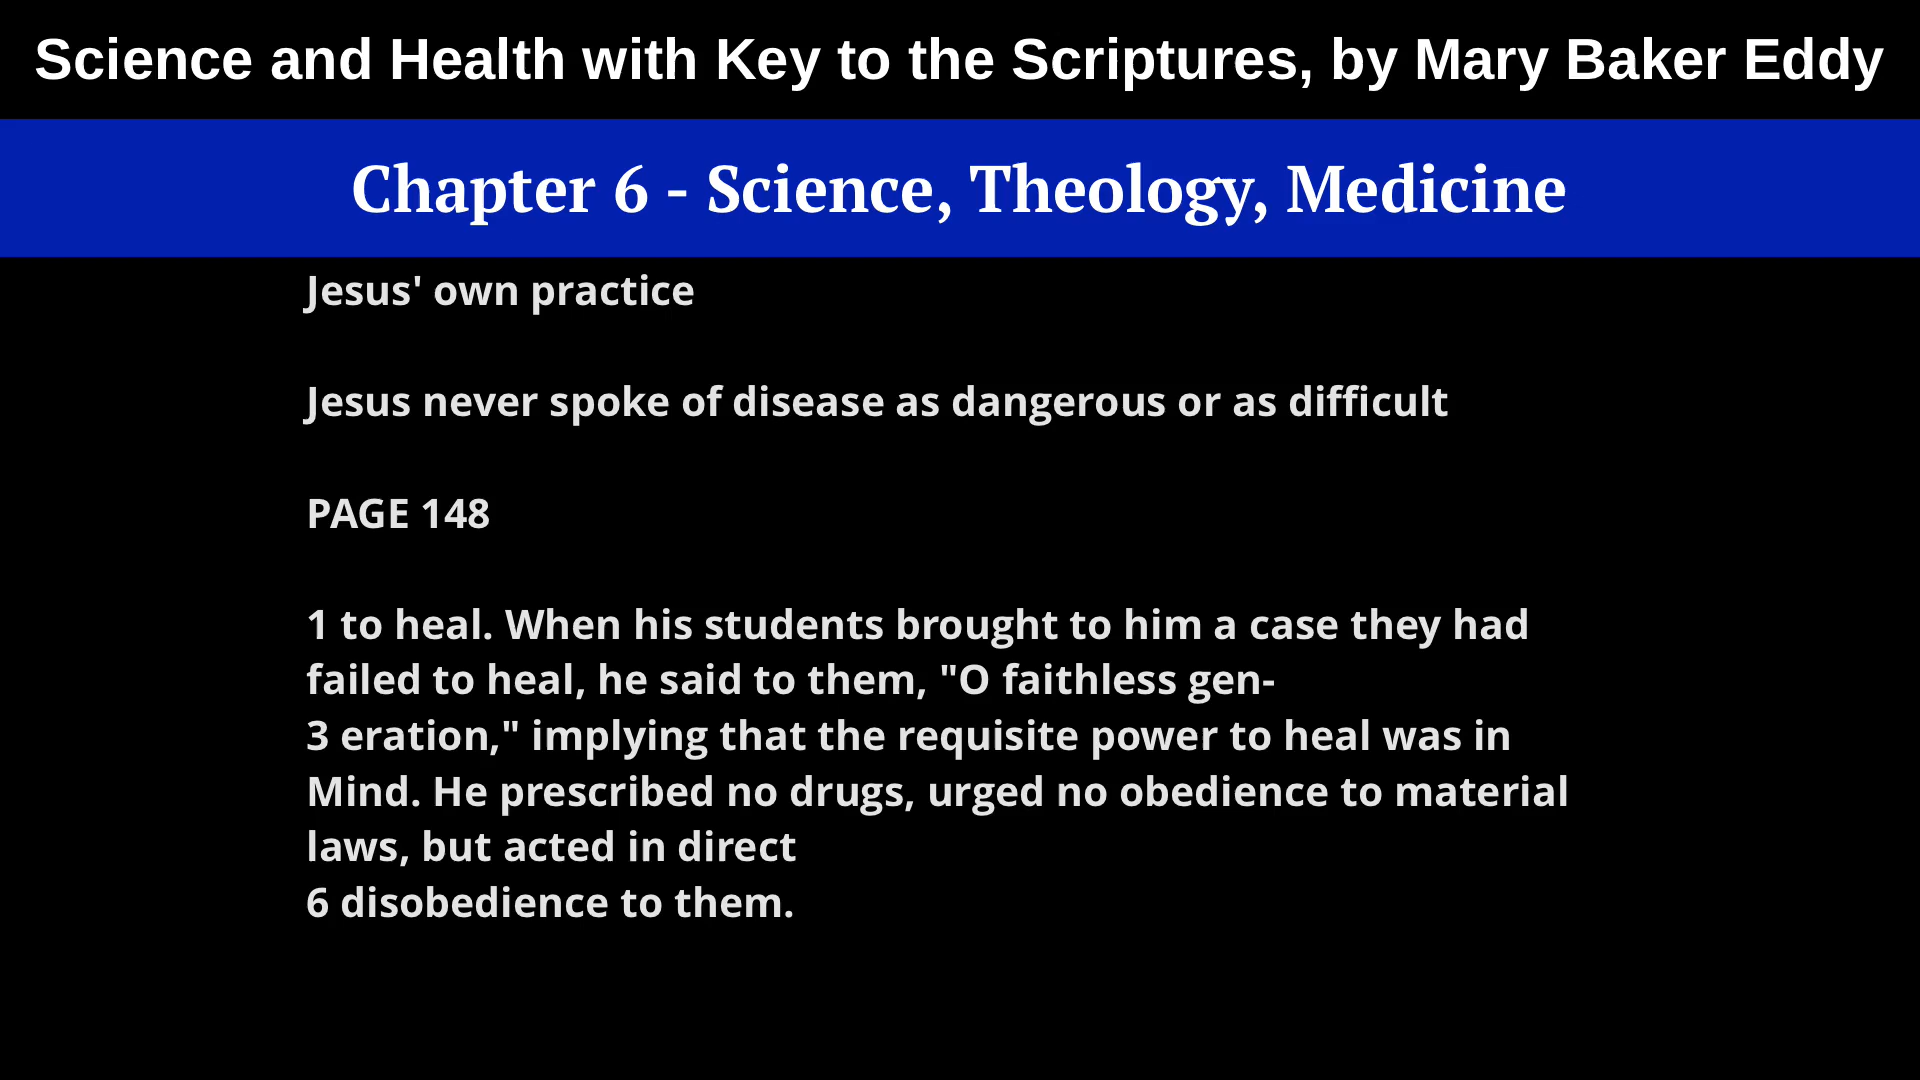 Science and Health with Key to the Scriptures, by Mary Baker Eddy
Chapter 6 - Science, Theology, Medicine
Jesus' own practice
Jesus never spoke of disease as dangerous or as difficult
PAGE 148
1 to heal. When his students brought to him a case they had
failed to heal, he said to them, "O faithless gen-
3 eration," implying that the requisite power to heal was in
Mind. He prescribed no drugs, urged no obedience to material
laws, but acted in direct
6 disobedience to them.